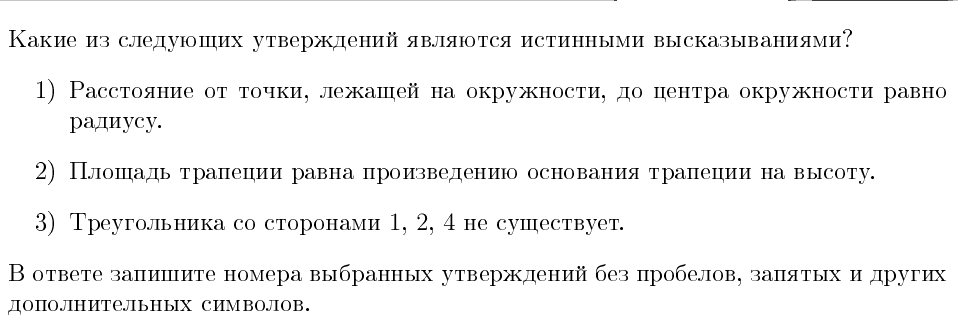 Какие из следующих утверждений являются истинными высказываниями?
1) Расстояние от точки, лежащей на окружности, до центра окружности равно
радиусу.
2) Площадь трапеции равна произведению основания трапеции на высоту.
3) Треугольника со сторонами 1, 2, 4 не существует.
В ответе запишите номера выбранных утверждений без пробелов, запятых и других
дополнительных символов.